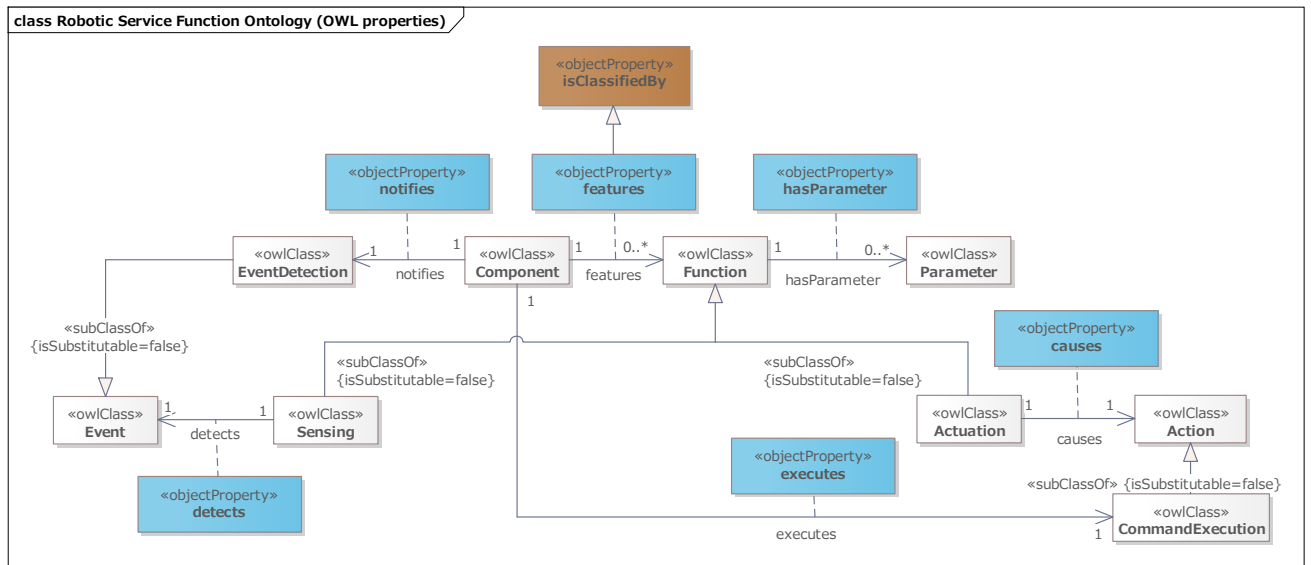 class Robotic Service Function Ontology (OWL properties)
«objectProperty»
isClassifiedBy
«objectProperty»
notifies
«objectProperty»
features
«objectProperty»
hasParameter
«owlClass»
EventDetection
1
1
notifies
«owlClass»
Component
1
0..*
features
«owlClass»
Function
1
0..*
hasParameter
«owlClass»
Parameter
1
«subClassOf»
{isSubstitutable=false}
«subClassOf»
{isSubstitutable=false}
«subClassOf»
{isSubstitutable=false}
«objectProperty»
causes
«owlClass»
Event
1
1
detects
«owlClass»
Sensing
«owlClass»
Actuation
1
1
causes
«owlClass»
Action
«objectProperty»
detects
«objectProperty»
executes
«subClassOf» {isSubstitutable=false}
executes
1
«owlClass»
CommandExecution